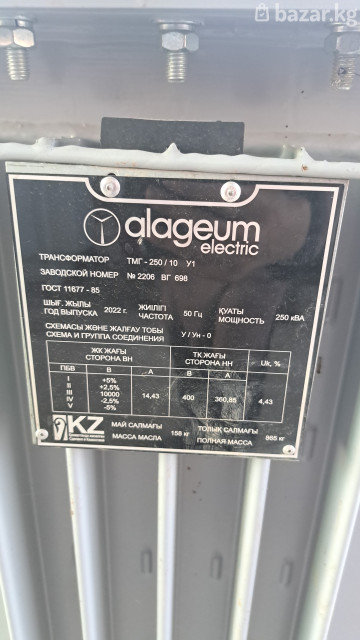 bazar.kg
alageum
electric
ТРАНСФОРМАТОР ТМГ - 250 / 10 У1
ЗАВОДСКОЙ НОМЕР № 2206 ВГ 698
ГОСТ 11677 - 85
ШЫҒ. ЖЫЛЫ ЖИІЛІГІ ҚУАТЫ
ГОД ВЫПУСКА 2022 г. ЧАСТОТА 50 Гц МОЩНОСТЬ 250 кВА
СХЕМАСЫ ЖӘНЕ ЖАЛҒАУ ТОБЫ
СХЕМА И ГРУППА СОЕДИНЕНИЯ У / Ун - 0
ЖК ЖАҒЫ ТК ЖАҒЫ Uк, %
СТОРОНА ВН СТОРОНА НН
ПБВ В А В А
I +5%
II +2,5%
III 10000 14,43 400 360,85 4,43
IV -2,5%
V -5%
KZ
МАЙ САЛМАҒЫ ТОЛЫҚ САЛМАҒЫ
МАССА МАСЛА 158 кг ПОЛНАЯ МАССА 865 кг